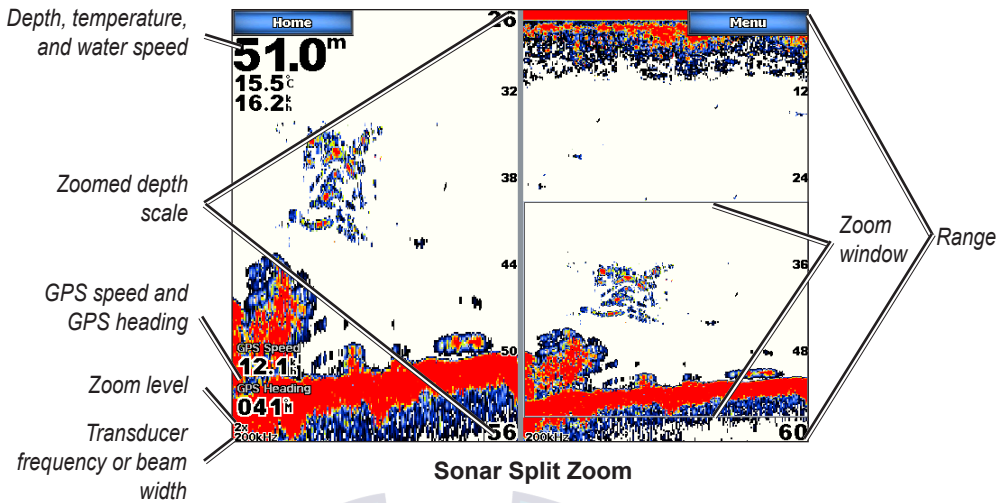 Depth, temperature,
and water speed
Zoomed depth
scale
GPS speed and
GPS heading
Zoom level
Transducer
frequency or beam
width
Home
26
51.0m
15.5°C
16.2kh
32
38
44
50
GPS Speed
12.1kh
GPS Heading
041°M
2x
200kHz
56
Menu
12
24
36
48
200kHz
60
Zoom
window
Range
Sonar Split Zoom